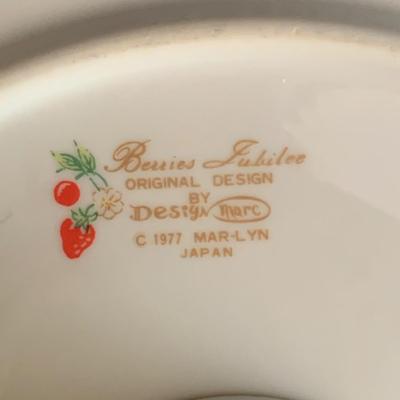 Berries Jubilee
ORIGINAL DESIGN
BY
Design marc
C 1977 MAR-LYN
JAPAN